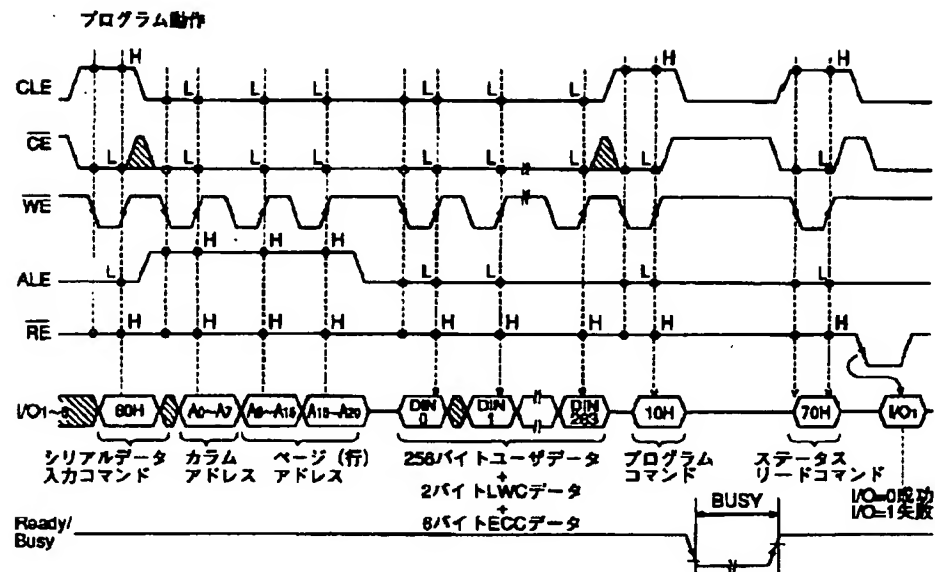 プログラム動作
H H H
CLE L L L L L L
CE L L L L L L L L L
WE
H H H
ALE L L L L L
H H H H H H H H H
RE
I/O1~8 80H A0~A7 A8~A15 A16~A20 DIN 0 DIN 1 DIN 263 10H 70H I/O1
シリアルデータ入力コマンド
カラムアドレス
ページ(行)アドレス
256バイトユーザデータ
+
2バイトLWCデータ
+
6バイトECCデータ
プログラムコマンド
ステータスリードコマンド
I/O=0成功
I/O=1失敗
BUSY
Ready/
Busy